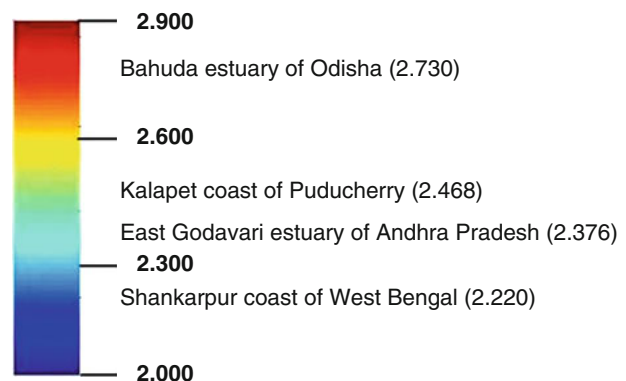 2.900
Bahuda estuary of Odisha (2.730)
2.600
Kalapet coast of Puducherry (2.468)
East Godavari estuary of Andhra Pradesh (2.376)
2.300
Shankarpur coast of West Bengal (2.220)
2.000